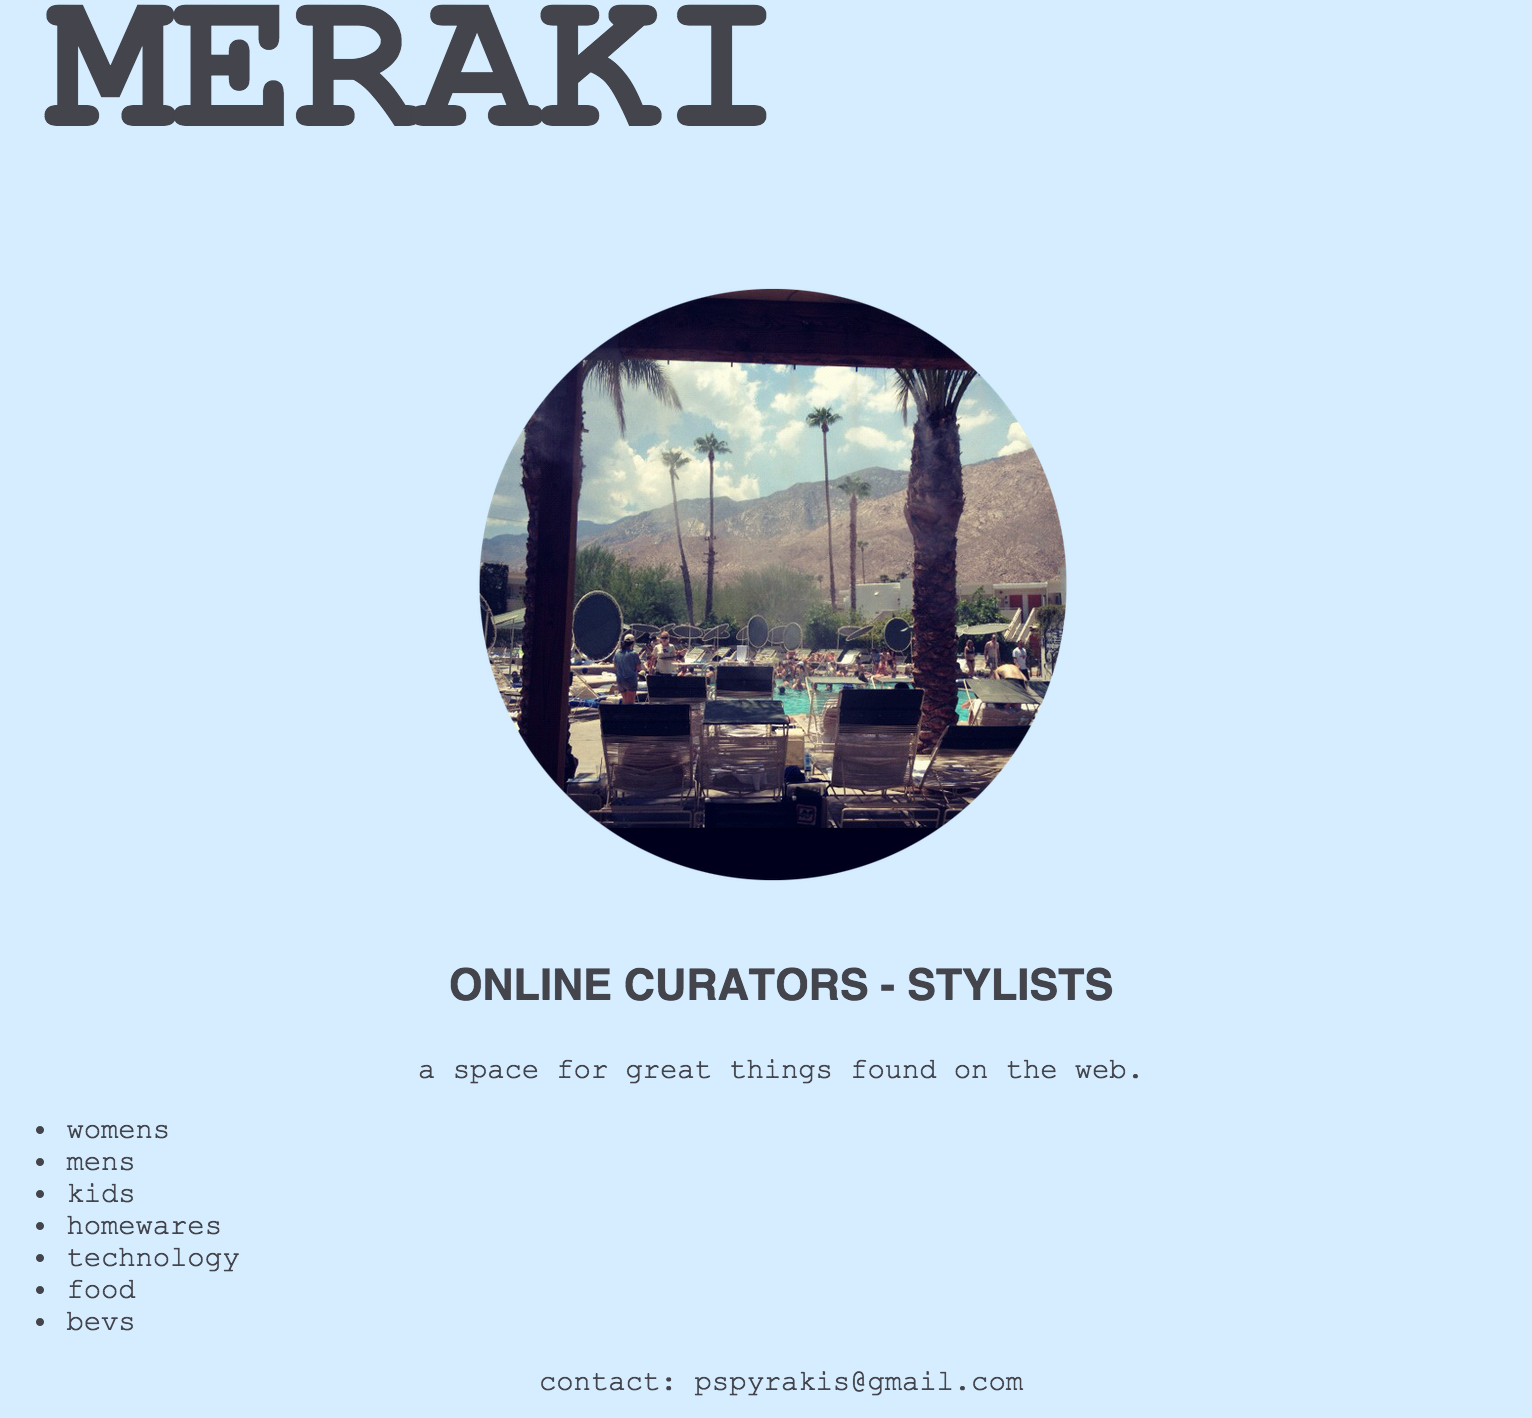 MERAKI
ONLINE CURATORS - STYLISTS
a space for great things found on the web.
• womens
• mens
• kids
• homewares
• technology
• food
• bevs
contact: pspyrakis@gmail.com